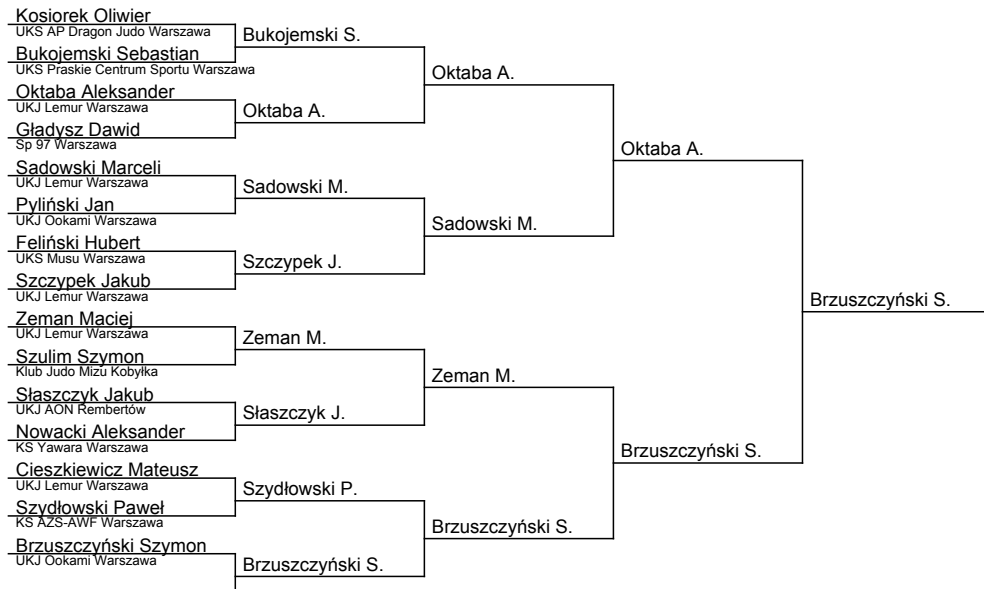 Kosiorek Oliwier
UKS AP Dragon Judo Warszawa
Bukojemski Sebastian
UKS Praskie Centrum Sportu Warszawa
Oktaba Aleksander
UKJ Lemur Warszawa
Gładysz Dawid
Sp 97 Warszawa
Sadowski Marceli
UKJ Lemur Warszawa
Pyliński Jan
UKJ Ookami Warszawa
Feliński Hubert
UKS Musu Warszawa
Szczypek Jakub
UKJ Lemur Warszawa
Zeman Maciej
UKJ Lemur Warszawa
Szulim Szymon
Klub Judo Mizu Kobyłka
Słaszczyk Jakub
UKJ AON Rembertów
Nowacki Aleksander
KS Yawara Warszawa
Cieszkiewicz Mateusz
UKJ Lemur Warszawa
Szydłowski Paweł
KS AZS-AWF Warszawa
Brzuszczyński Szymon
UKJ Ookami Warszawa
Bukojemski S.
Oktaba A.
Sadowski M.
Szczypek J.
Zeman M.
Słaszczyk J.
Szydłowski P.
Brzuszczyński S.
Oktaba A.
Sadowski M.
Zeman M.
Brzuszczyński S.
Oktaba A.
Brzuszczyński S.
Brzuszczyński S.